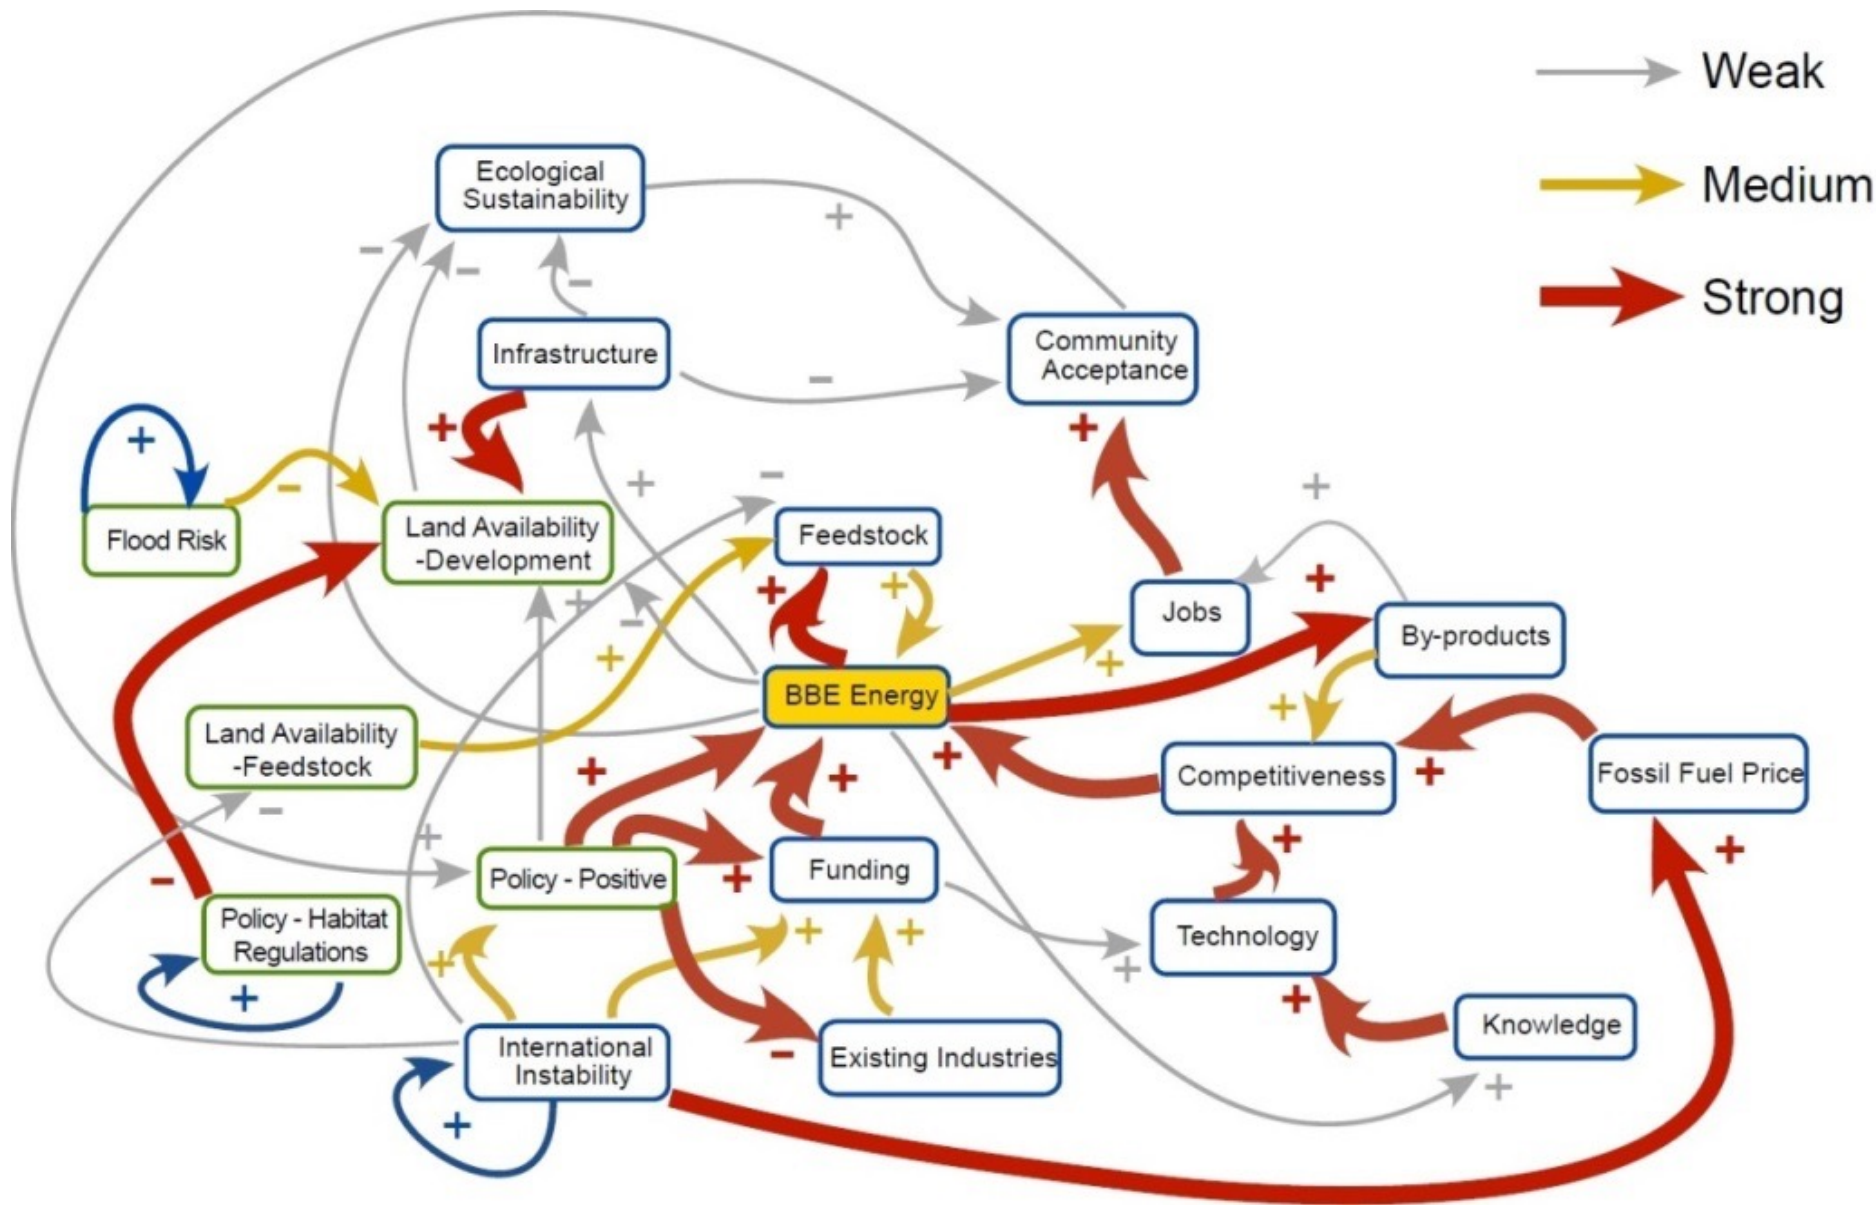 Weak
Medium
Strong
Ecological
Sustainability
+
-
-
-
Infrastructure
-
Community
Acceptance
+
+
+
Flood Risk
-
Land Availability
-Development
+
-
Feedstock
+
+
+
-
+
+
Jobs
+
+
By-products
BBE Energy
+
Land Availability
-Feedstock
-
+
+
+
Competitiveness
+
Fossil Fuel Price
+
+
Policy - Positive
+
Funding
+
-
Policy - Habitat
Regulations
+
+
+
+
Technology
+
+
Knowledge
+
International
Instability
+
-
Existing Industries